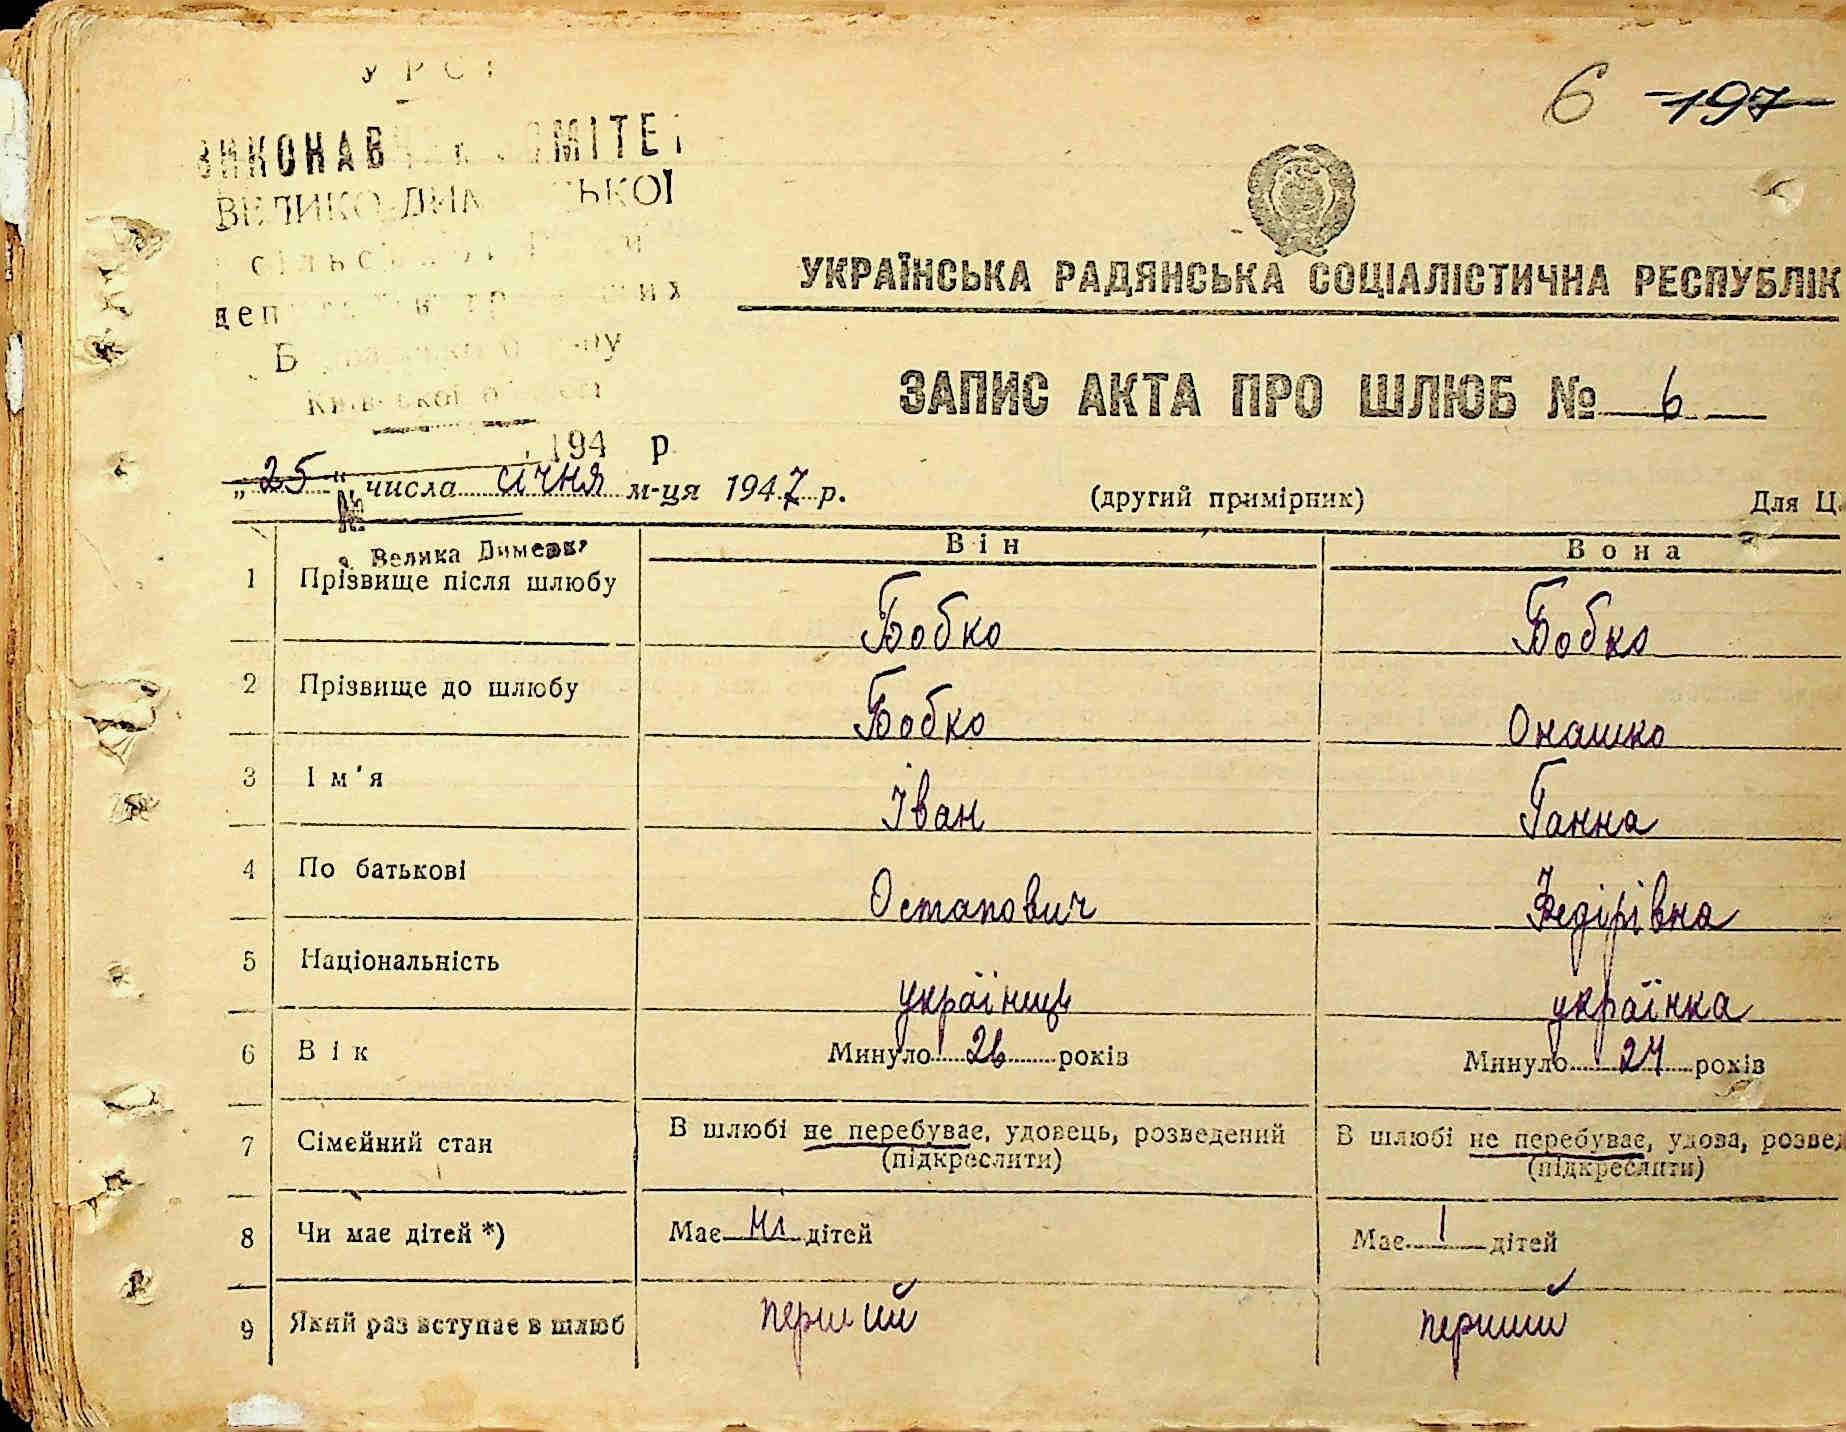 УРСР
ВИКОНАВЧИЙ КОМІТЕТ
ВЕЛИКО-ДИМЕРСЬКОЇ
сільської
депутатів трудящих
Київської області
6 197
УКРАЇНСЬКА РАДЯНСЬКА СОЦІАЛІСТИЧНА РЕСПУБЛІК
ЗАПИС АКТА ПРО ШЛЮБ № 6
194 р.
„25" числа січня м-ця 1947 р. (другий примірник) Для Ц
№
с. Велика Димерка
Він Вона
1 Прізвище після шлюбу Бобко Бобко
2 Прізвище до шлюбу Бобко Онашко
3 Ім'я Іван Ганна
4 По батькові Остапович Федірівна
5 Національність українець українка
6 Вік Минуло 26 років Минуло 24 років
7 Сімейний стан В шлюбі не перебуває, удовець, розведений В шлюбі не перебуває, удова, розвед
(підкреслити) (підкреслити)
8 Чи має дітей *) Має дітей Має 1 дітей
9 Який раз вступає в шлюб перший перший